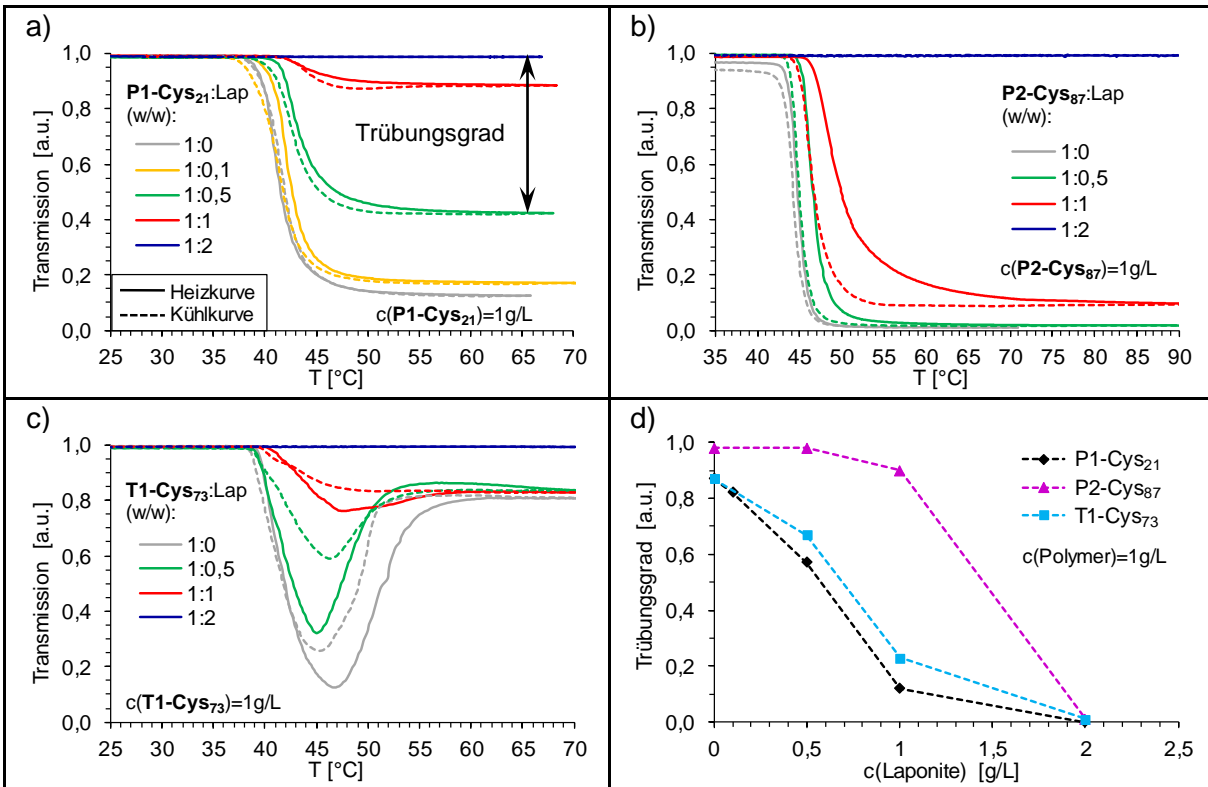 a)
1,0
0,8
0,6
0,4
0,2
0,0
Transmission [a.u.]
P1-Cys21:Lap
(w/w):
1:0
1:0,1
1:0,5
1:1
1:2
Trübungsgrad
Heizkurve
Kühlkurve
c(P1-Cys21)=1g/L
25 30 35 40 45 50 55 60 65 70
T [°C]
b)
1,0
0,8
0,6
0,4
0,2
0,0
Transmission [a.u.]
P2-Cys87:Lap
(w/w):
1:0
1:0,5
1:1
1:2
c(P2-Cys87)=1g/L
35 40 45 50 55 60 65 70 75 80 85 90
T [°C]
c)
1,0
0,8
0,6
0,4
0,2
0,0
Transmission [a.u.]
T1-Cys73:Lap
(w/w):
1:0
1:0,5
1:1
1:2
c(T1-Cys73)=1g/L
25 30 35 40 45 50 55 60 65 70
T [°C]
d)
1,0
0,8
0,6
0,4
0,2
0,0
Trübungsgrad [a.u.]
P1-Cys21
P2-Cys87
T1-Cys73
c(Polymer)=1g/L
0 0,5 1 1,5 2 2,5
c(Laponite) [g/L]